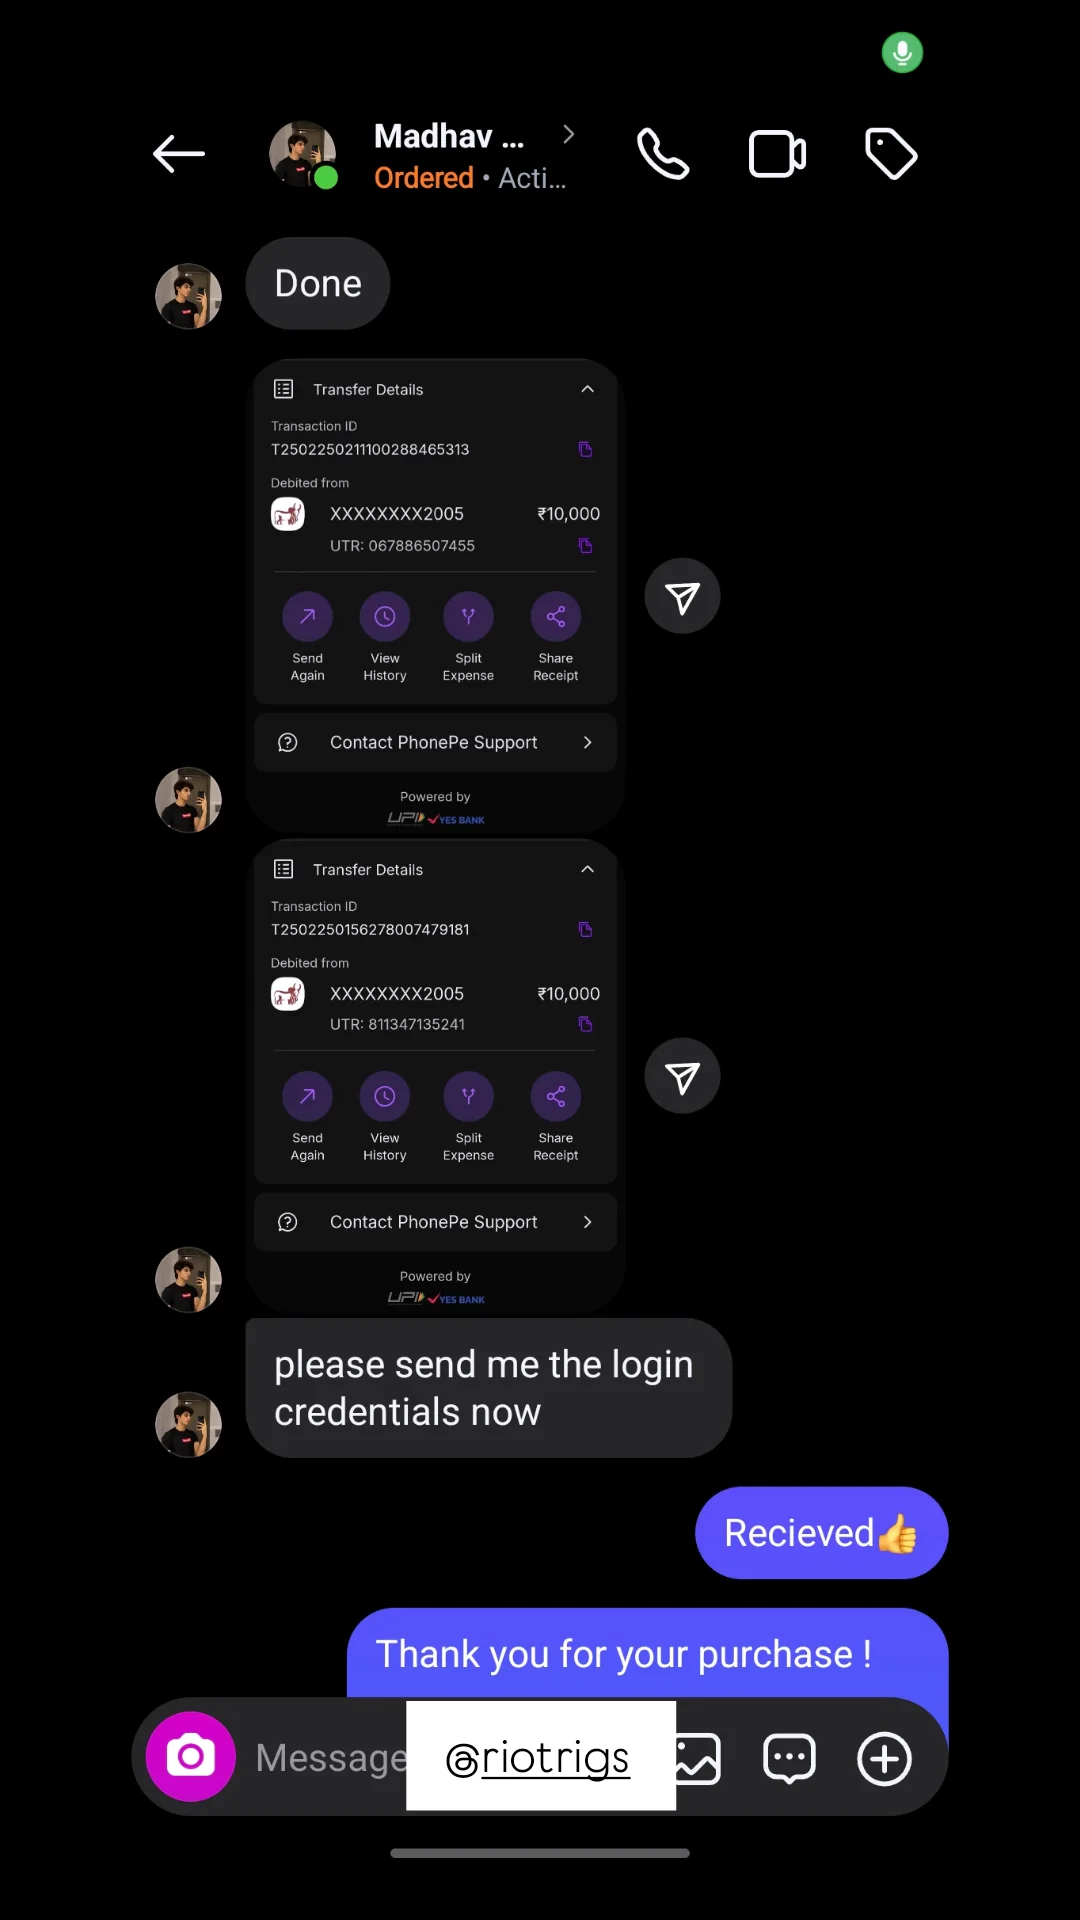 Madhav ...
Ordered • Acti...
Done
Transfer Details
Transaction ID
T2502250211100288465313
Debited from
XXXXXXXX2005 ₹10,000
UTR: 067886507455
Send Again
View History
Split Expense
Share Receipt
Contact PhonePe Support
Powered by
UPI YES BANK
Transfer Details
Transaction ID
T2502250156278007479181
Debited from
XXXXXXXX2005 ₹10,000
UTR: 811347135241
Send Again
View History
Split Expense
Share Receipt
Contact PhonePe Support
Powered by
UPI YES BANK
please send me the login
credentials now
Recieved👍
Thank you for your purchase !
Message
@riotrigs